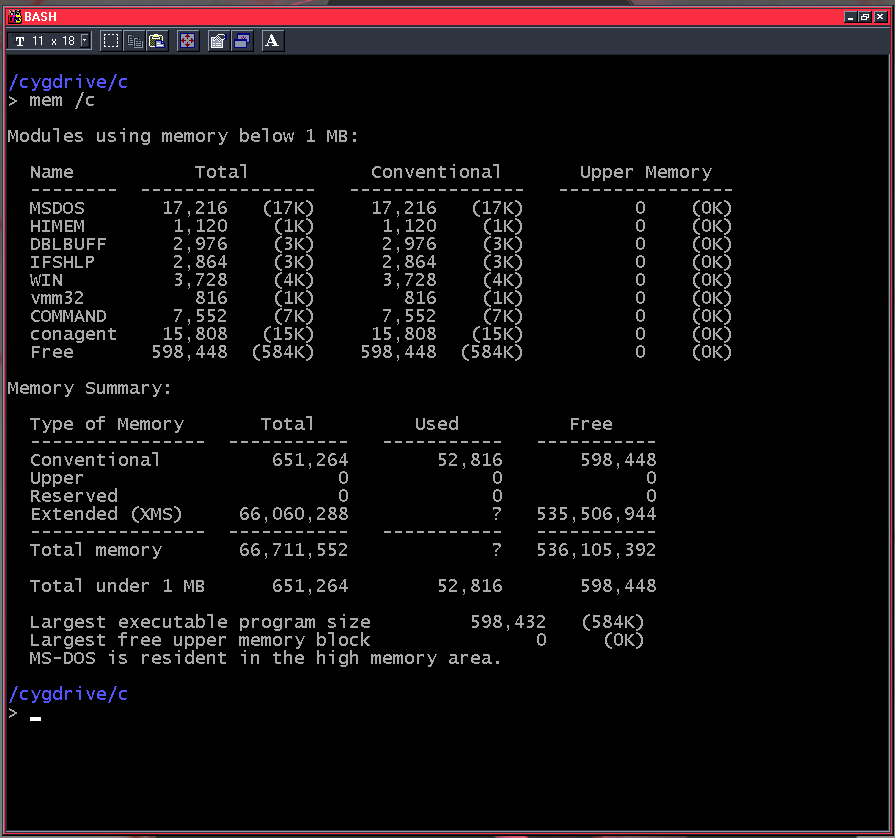 BASH
T 11 x 18 A
/cygdrive/c
> mem /c
Modules using memory below 1 MB:
Name Total Conventional Upper Memory
-------- ---------------- ---------------- ----------------
MSDOS 17,216 (17K) 17,216 (17K) 0 (0K)
HIMEM 1,120 (1K) 1,120 (1K) 0 (0K)
DBLBUFF 2,976 (3K) 2,976 (3K) 0 (0K)
IFSHLP 2,864 (3K) 2,864 (3K) 0 (0K)
WIN 3,728 (4K) 3,728 (4K) 0 (0K)
vmm32 816 (1K) 816 (1K) 0 (0K)
COMMAND 7,552 (7K) 7,552 (7K) 0 (0K)
conagent 15,808 (15K) 15,808 (15K) 0 (0K)
Free 598,448 (584K) 598,448 (584K) 0 (0K)
Memory Summary:
Type of Memory Total Used Free
---------------- ----------- ----------- -----------
Conventional 651,264 52,816 598,448
Upper 0 0 0
Reserved 0 0 0
Extended (XMS) 66,060,288 ? 535,506,944
---------------- ----------- ----------- -----------
Total memory 66,711,552 ? 536,105,392
Total under 1 MB 651,264 52,816 598,448
Largest executable program size 598,432 (584K)
Largest free upper memory block 0 (0K)
MS-DOS is resident in the high memory area.
/cygdrive/c
> _